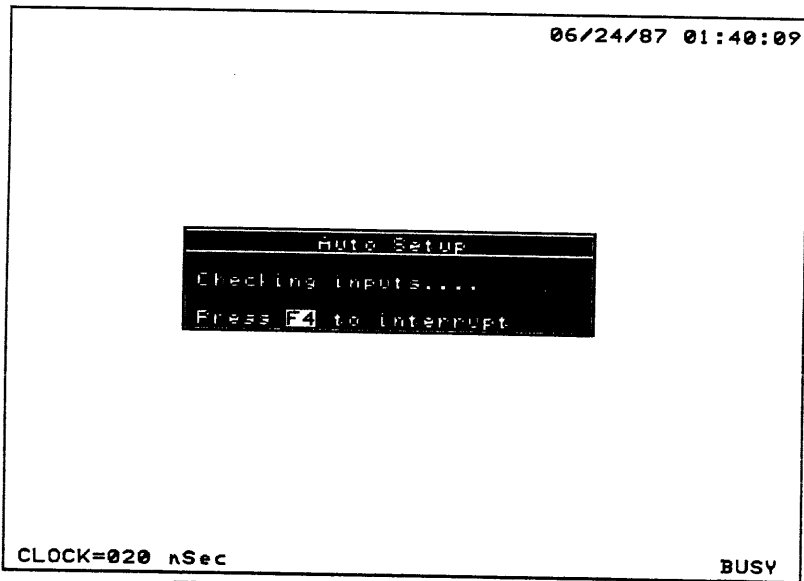 06/24/87 01:40:09
Auto Setup
Checking inputs....
Press F4 to interrupt
CLOCK=020 nSec
BUSY